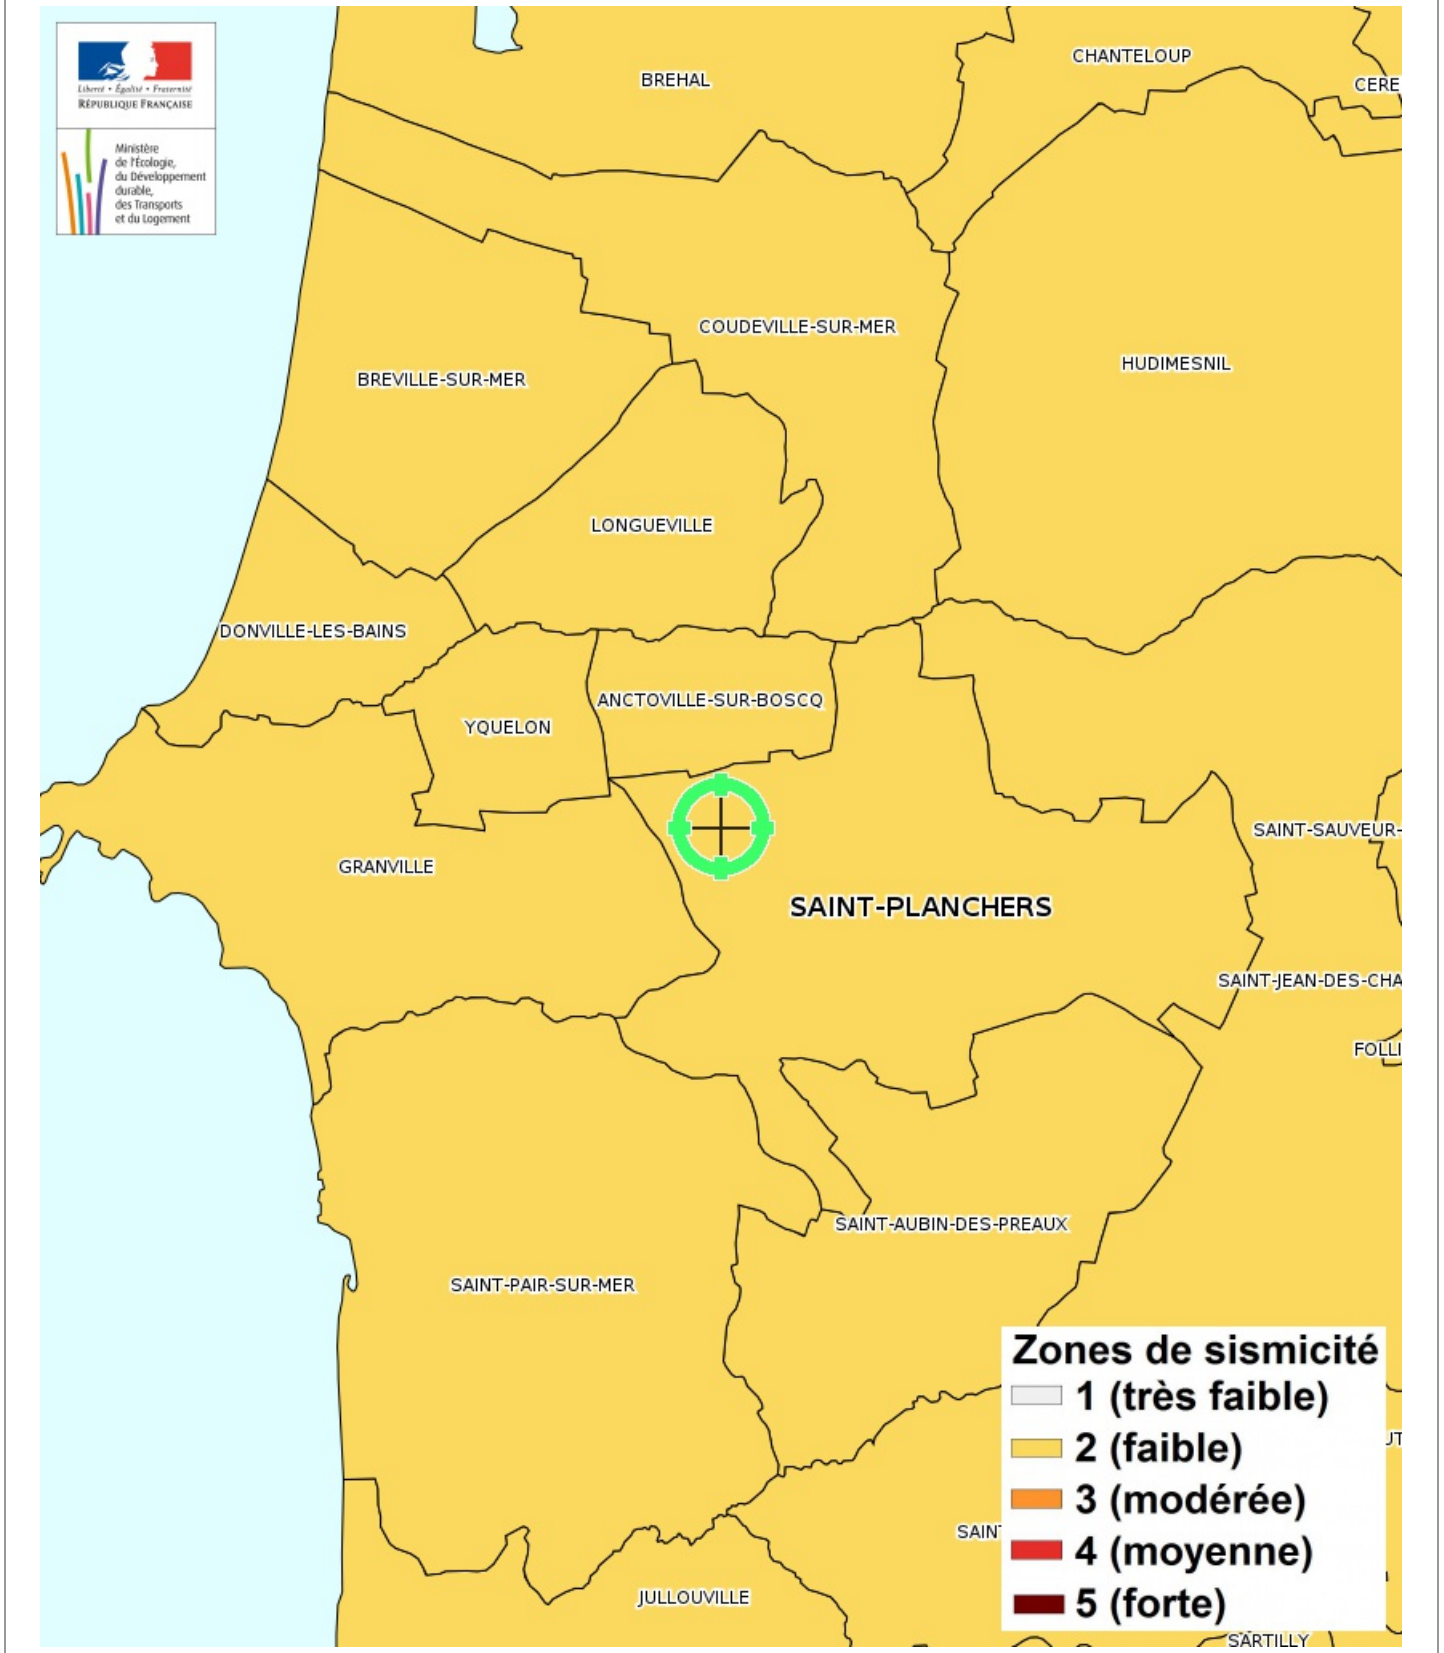 Liberté • Égalité • Fraternité
RÉPUBLIQUE FRANÇAISE
Ministère
de l'Écologie,
du Développement
durable,
des Transports
et du Logement
CHANTELOUP
BREHAL
CERE
COUDEVILLE-SUR-MER
HUDIMESNIL
BREVILLE-SUR-MER
LONGUEVILLE
DONVILLE-LES-BAINS
ANCTOVILLE-SUR-BOSCQ
YQUELON
SAINT-SAUVEUR-
GRANVILLE
SAINT-PLANCHERS
SAINT-JEAN-DES-CHA
FOLLI
SAINT-AUBIN-DES-PREAUX
SAINT-PAIR-SUR-MER
Zones de sismicité
1 (très faible)
2 (faible)
UT
3 (modérée)
SAINT
4 (moyenne)
JULLOUVILLE
5 (forte)
SARTILLY